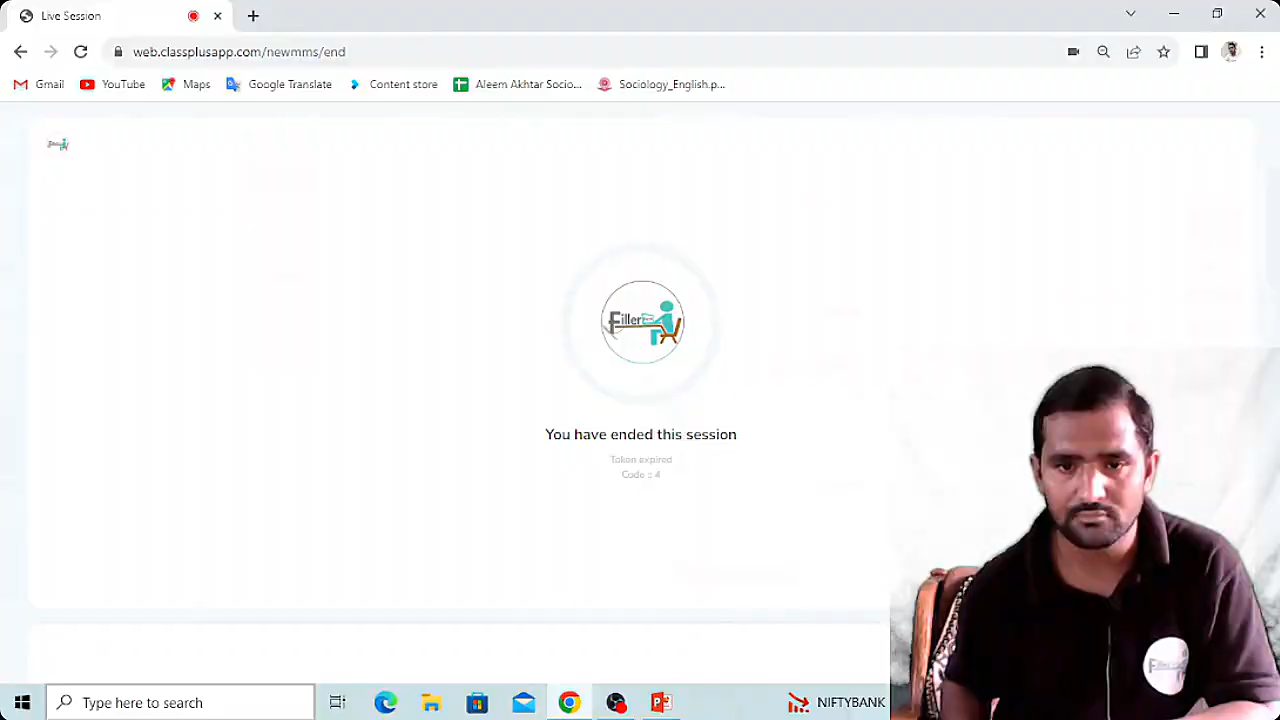 Live Session
web.classplusapp.com/newmms/end
Gmail YouTube Maps Google Translate Content store Aleem Akhtar Socio... Sociology_English.p...
Filler
You have ended this session
Token expired
Code :: 4
Filler
Type here to search
NIFTYBANK